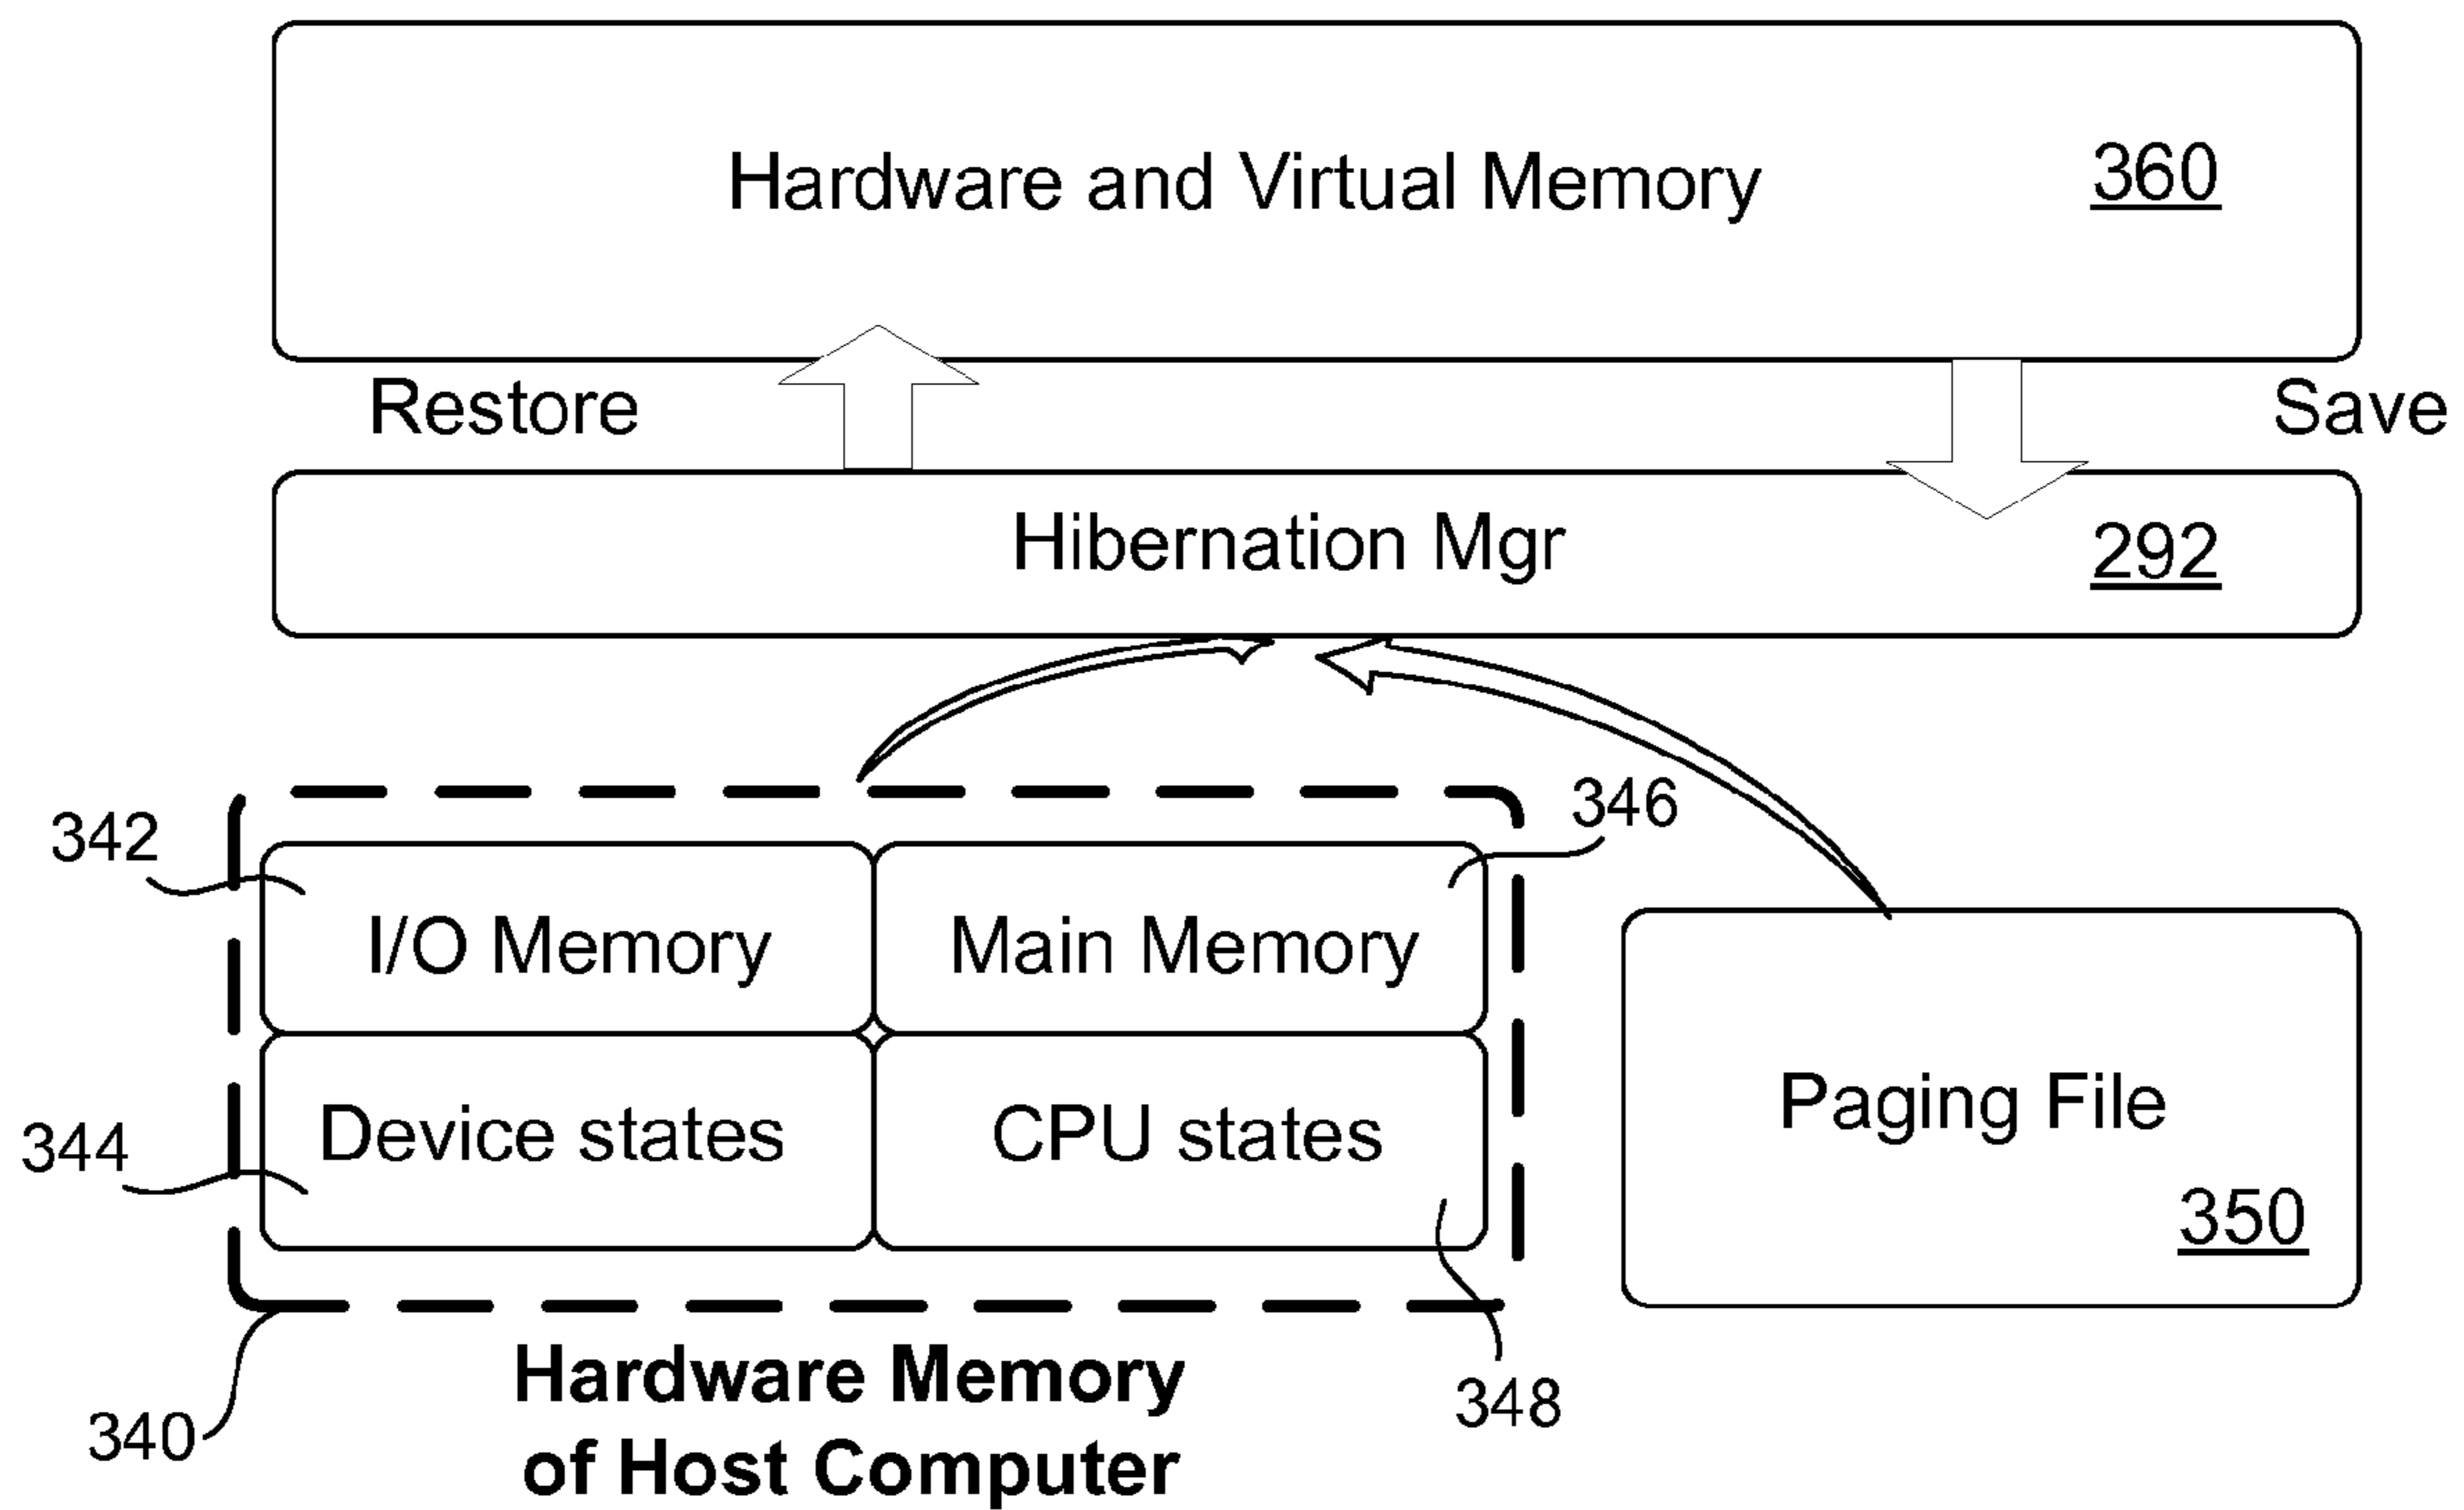 Hardware and Virtual Memory 360
Restore
Save
Hibernation Mgr 292
342
346
I/O Memory
Main Memory
344
Device states
CPU states
Paging File
350
340
Hardware Memory
of Host Computer
348